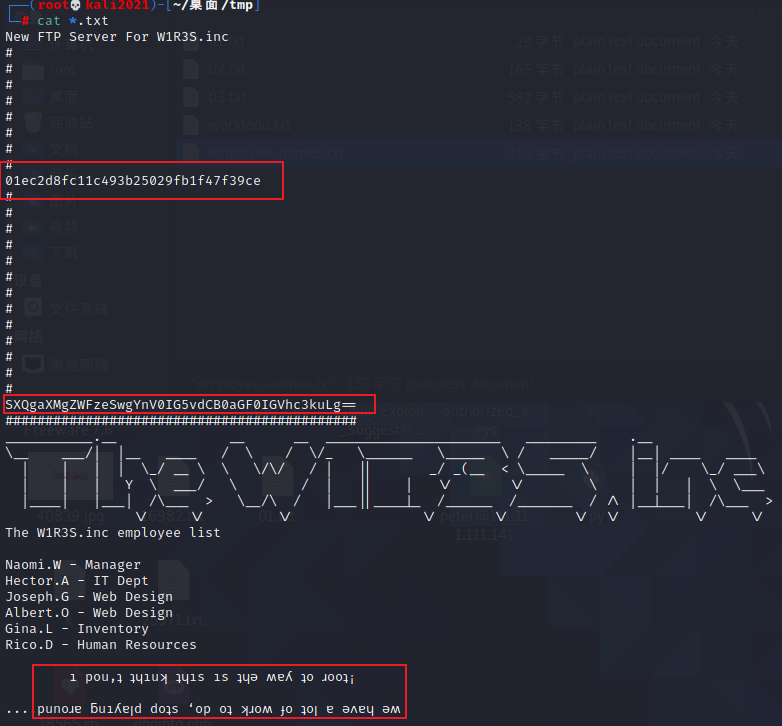 (root💀kali2021)-[~/桌面/tmp]
# cat *.txt
New FTP Server For W1R3S.inc
#
#
#
#
#
#
#
#
01ec2d8fc11c493b25029fb1f47f39ce
#
#
#
#
#
#
#
#
#
#
#
#
#
SXQgaXMgZWFzeSwgYnV0IG5vdCB0aGF0IGVhc3kuLg==
############################################
The W1R3S.inc employee list
Naomi.W - Manager
Hector.A - IT Dept
Joseph.G - Web Design
Albert.O - Web Design
Gina.L - Inventory
Rico.D - Human Resources
ı pou,ʇ ʇɥıuʞ ʇɥıs ıs ʇɥǝ ʍɐʎ ʇo ɹooʇ¡
....punoɹɐ ƃuıʎɐןd doʇs ‘op oʇ ʞɹoʍ ɟo ʇoן ɐ ǝʌɐɥ ǝʍ